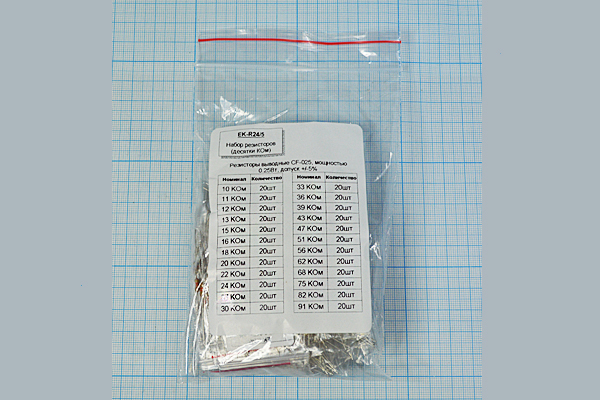 EK-R24/5
Набор резисторов
(десятки КОм)
Резисторы выводные CF-025, мощностью
0.25Вт, допуск +/-5%
Номинал Количество Номинал Количество
10 КОм 20шт 33 КОм 20шт
11 КОм 20шт 36 КОм 20шт
12 КОм 20шт 39 КОм 20шт
13 КОм 20шт 43 КОм 20шт
15 КОм 20шт 47 КОм 20шт
16 КОм 20шт 51 КОм 20шт
18 КОм 20шт 56 КОм 20шт
20 КОм 20шт 62 КОм 20шт
22 КОм 20шт 68 КОм 20шт
24 КОм 20шт 75 КОм 20шт
КОм 20шт 82 КОм 20шт
30 КОм 20шт 91 КОм 20шт